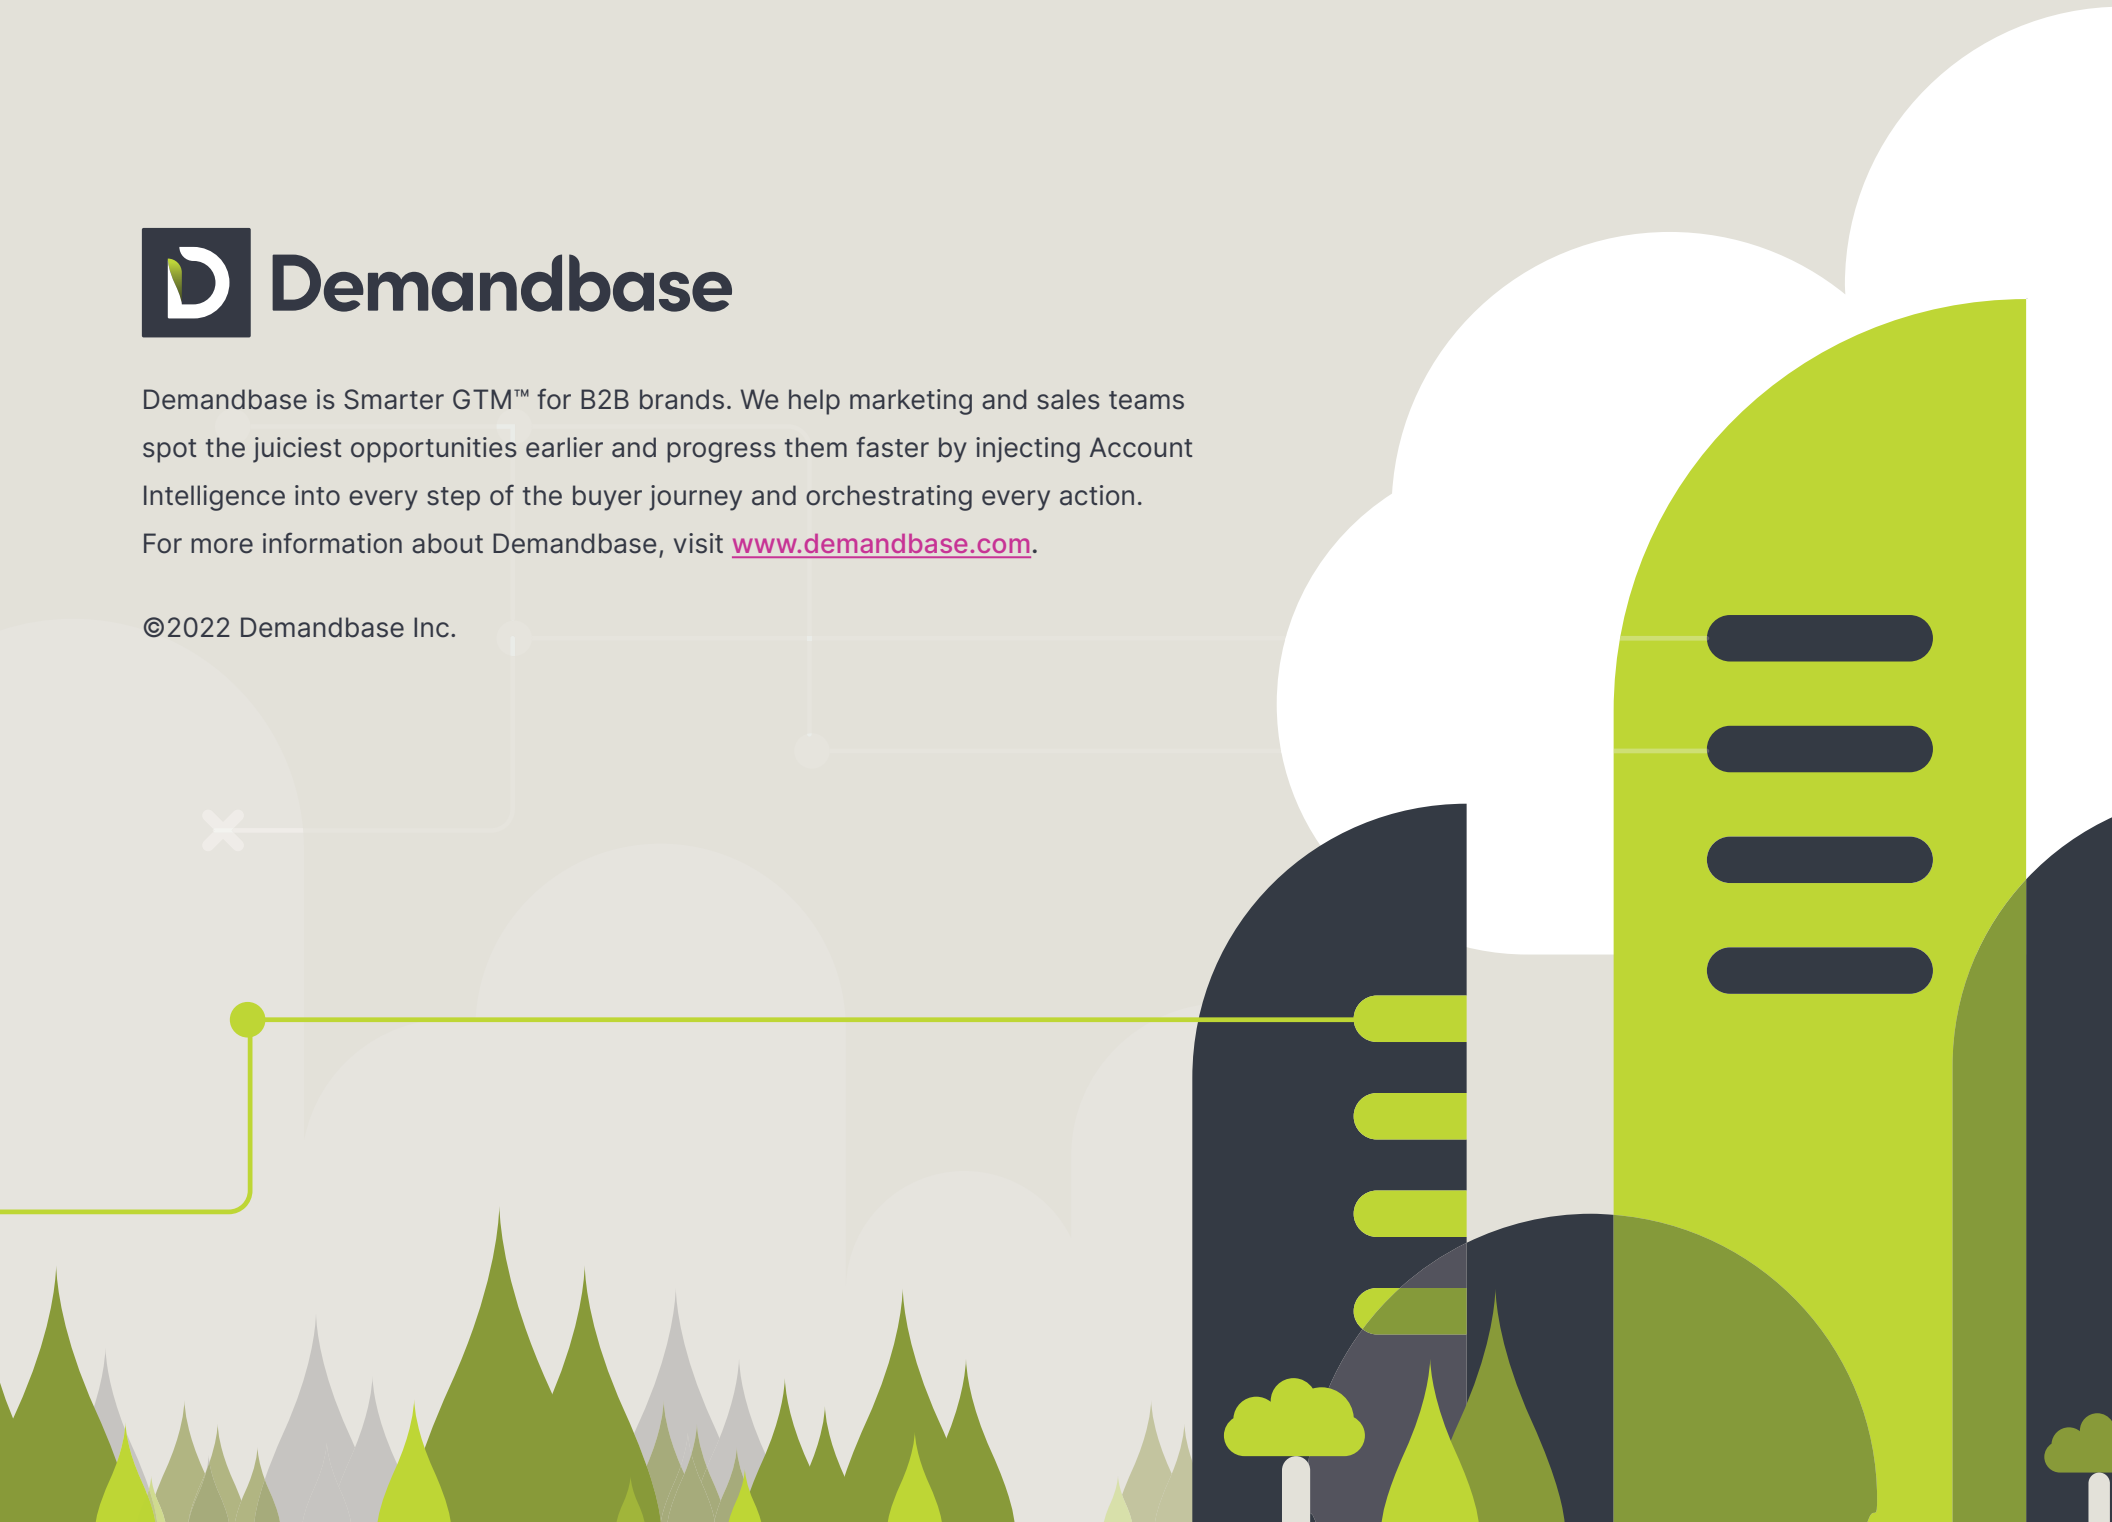 Demandbase
Demandbase is Smarter GTM™ for B2B brands. We help marketing and sales teams
spot the juiciest opportunities earlier and progress them faster by injecting Account
Intelligence into every step of the buyer journey and orchestrating every action.
For more information about Demandbase, visit www.demandbase.com.
©2022 Demandbase Inc.